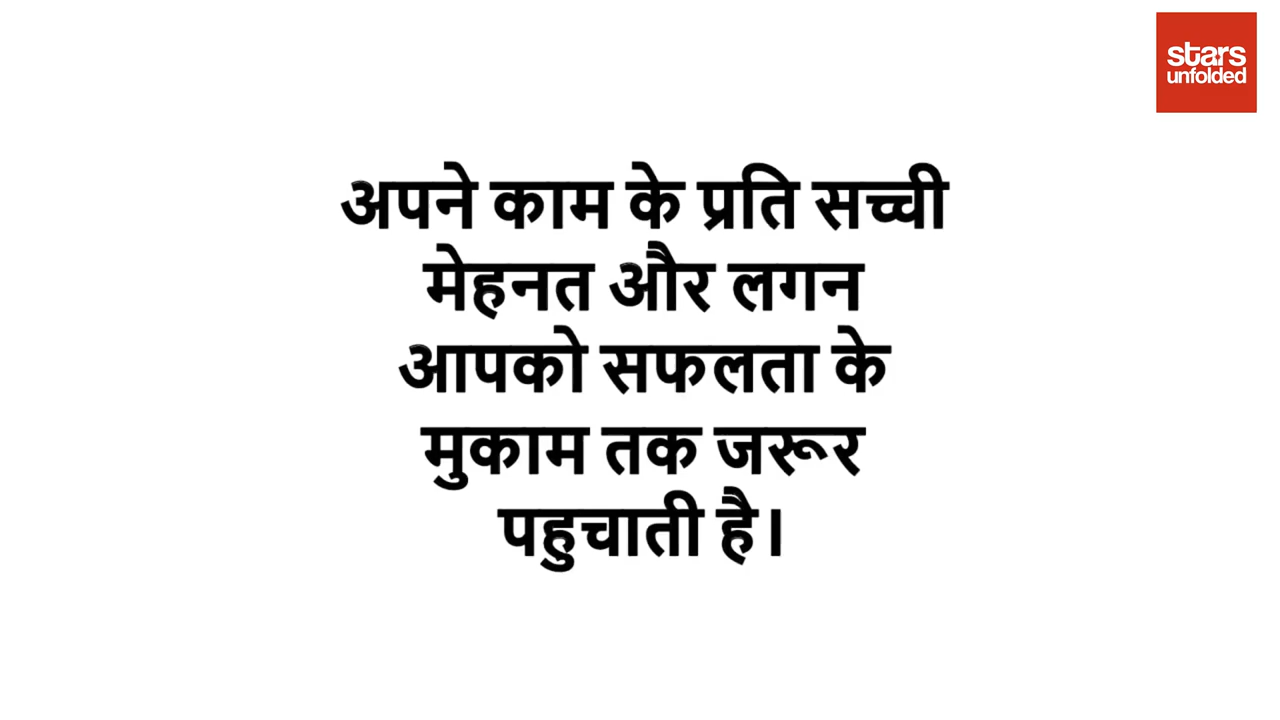 stars
unfolded
अपने काम के प्रति सच्ची
मेहनत और लगन
आपको सफलता के
मुकाम तक जरूर
पहुचाती है।